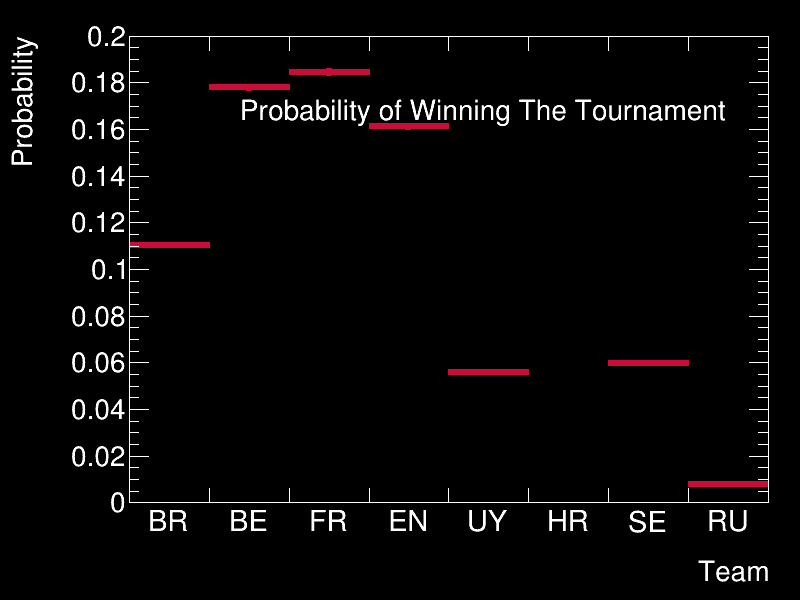 Probability
0.2
0.18
Probability of Winning The Tournament
0.16
0.14
0.12
0.1
0.08
0.06
0.04
0.02
0
BR BE FR EN UY HR SE RU
Team